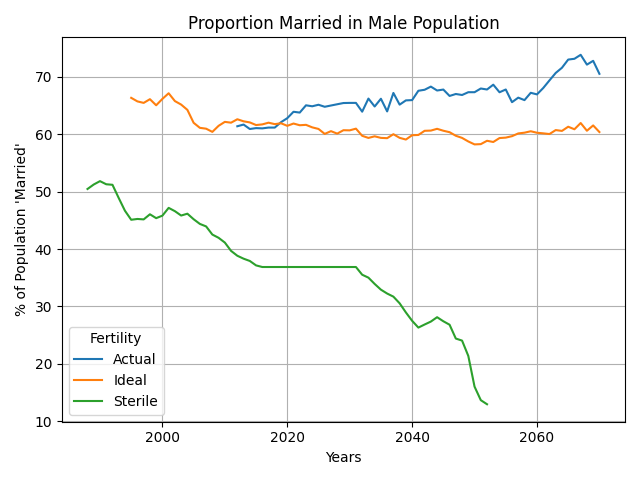 Proportion Married in Male Population
% of Population 'Married'
70
60
50
40
30
20
10
Fertility
Actual
Ideal
Sterile
2000 2020 2040 2060
Years